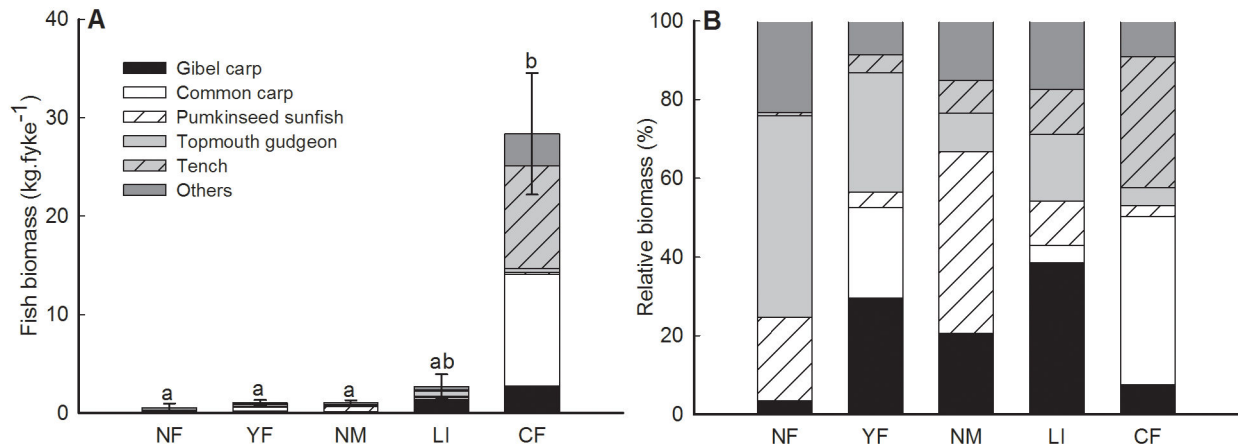 A
Fish biomass (kg.fyke⁻¹)
40
30
20
10
0
Gibel carp
Common carp
Pumkinseed sunfish
Topmouth gudgeon
Tench
Others
a
a
a
ab
b
NF YF NM LI CF
B
Relative biomass (%)
100
80
60
40
20
0
NF YF NM LI CF